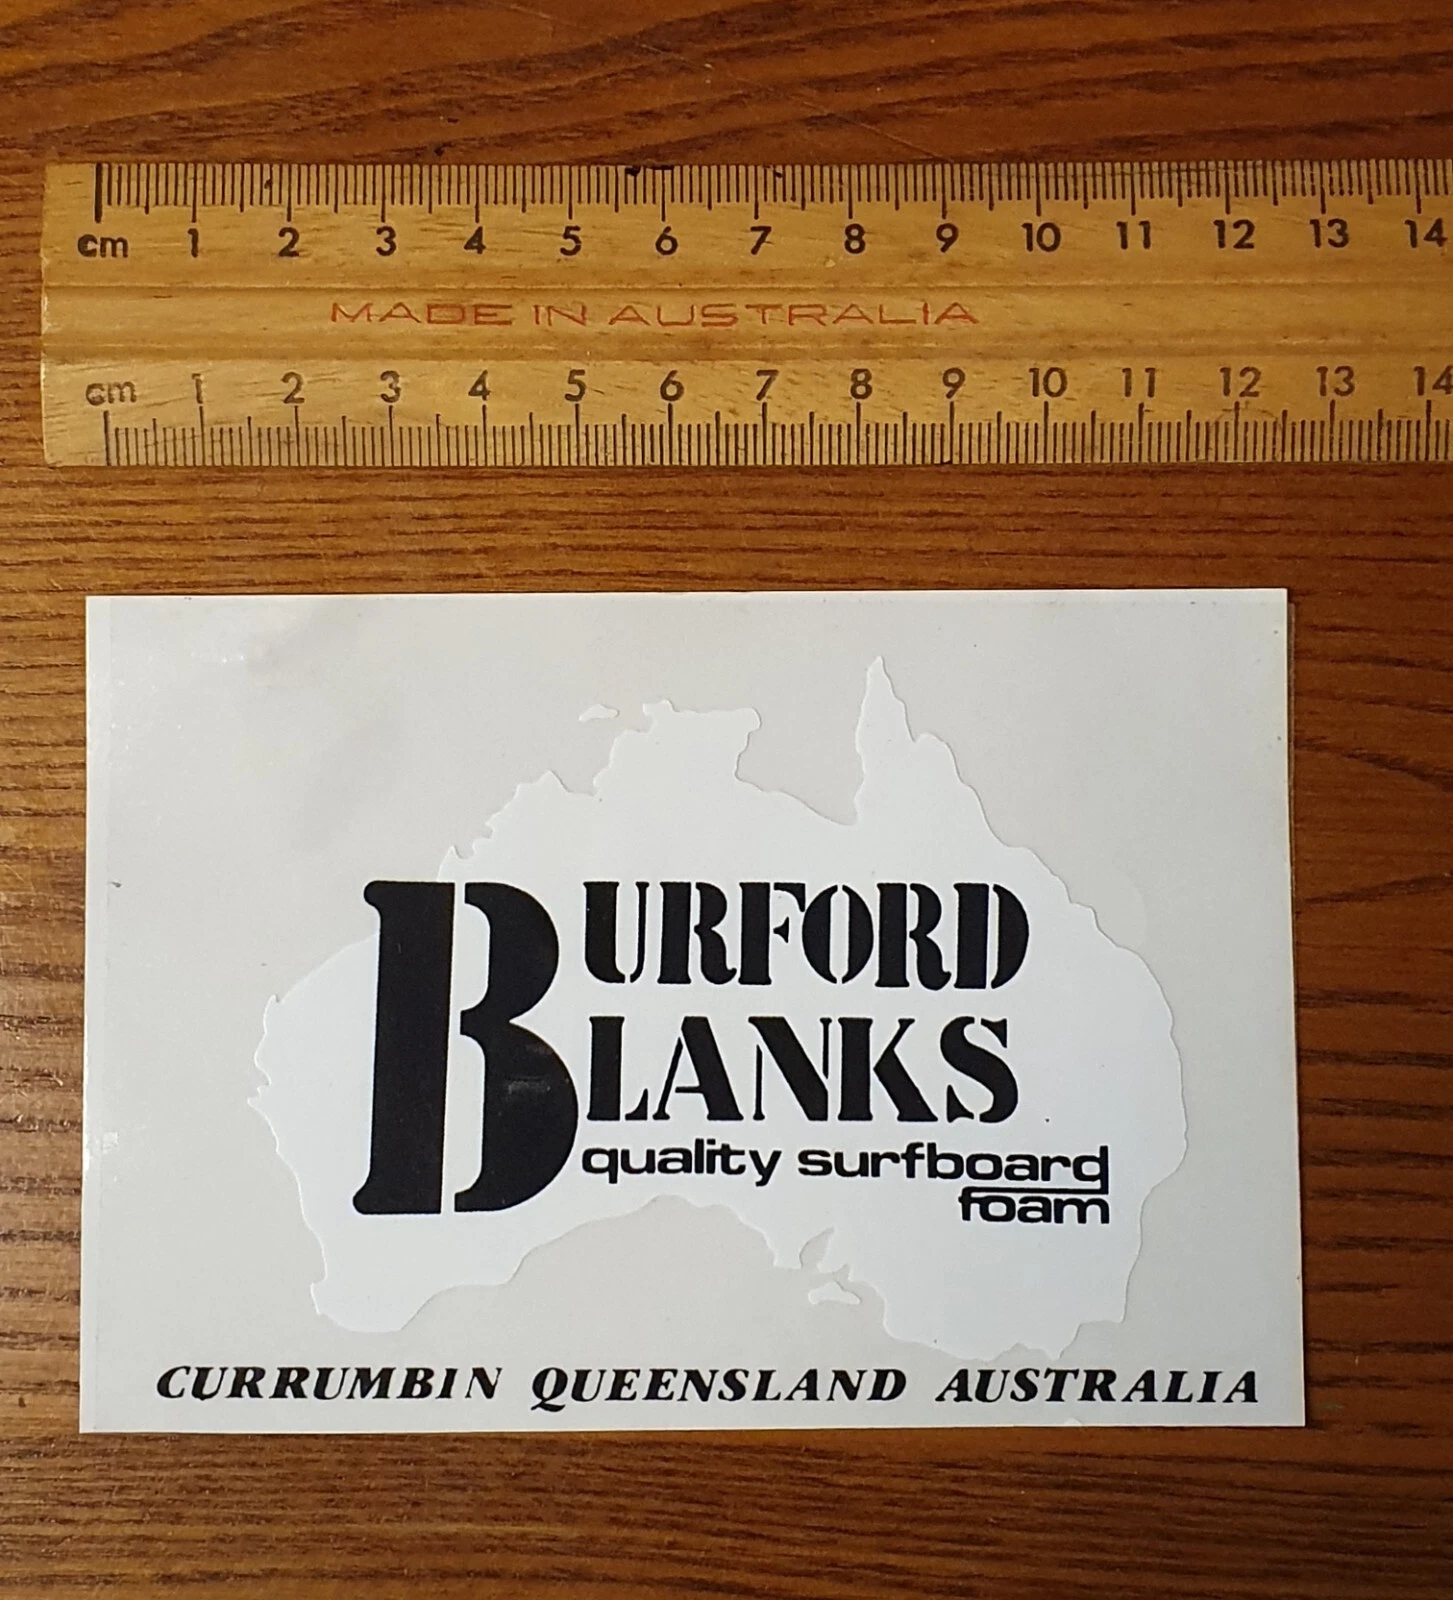 cm 1 2 3 4 5 6 7 8 9 10 11 12 13 14
MADE IN AUSTRALIA
cm 1 2 3 4 5 6 7 8 9 10 11 12 13 14
BURFORD
BLANKS
quality surfboard
foam
CURRUMBIN QUEENSLAND AUSTRALIA